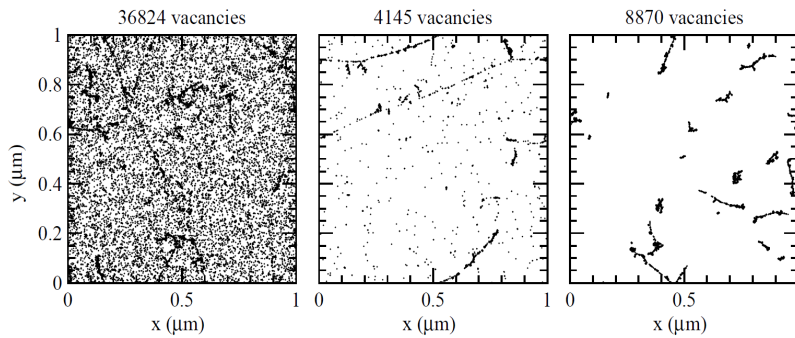 36824 vacancies 4145 vacancies 8870 vacancies
1
0.8
0.6
0.4
0.2
0
y (μm)
0 0.5 1 0 0.5 1 0 0.5
x (μm) x (μm) x (μm)